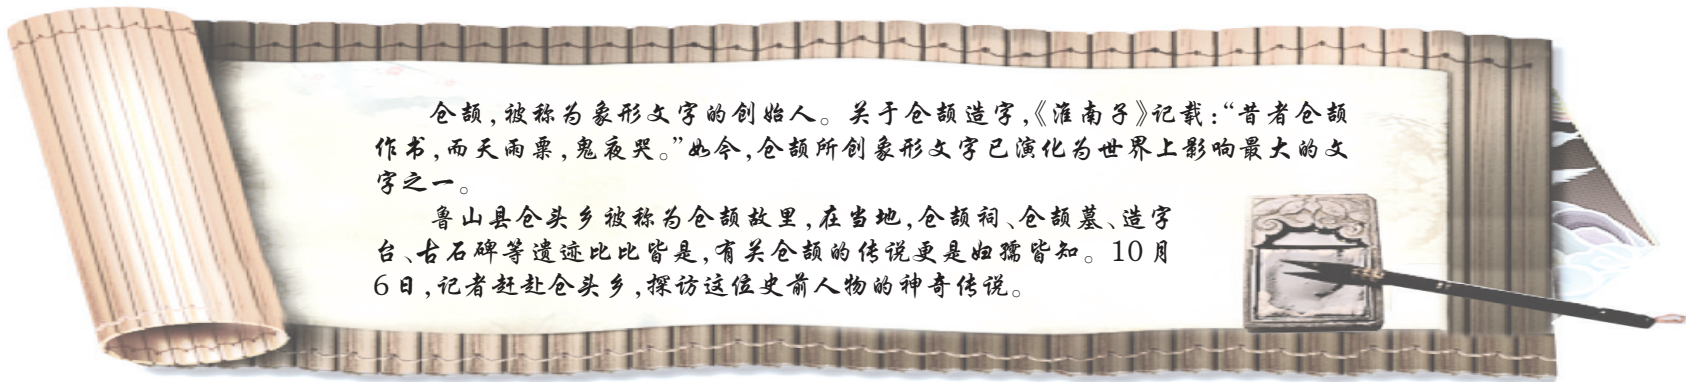 仓颉，被称为象形文字的创始人。关于仓颉造字，《淮南子》记载：“昔者仓颉
作书，而天雨粟，鬼夜哭。”如今，仓颉所创象形文字已演化为世界上影响最大的文
字之一。
鲁山县仓头乡被称为仓颉故里，在当地，仓颉祠、仓颉墓、造字
台、古石碑等遗迹比比皆是，有关仓颉的传说更是妇孺皆知。10月
6日，记者赶赴仓头乡，探访这位史前人物的神奇传说。